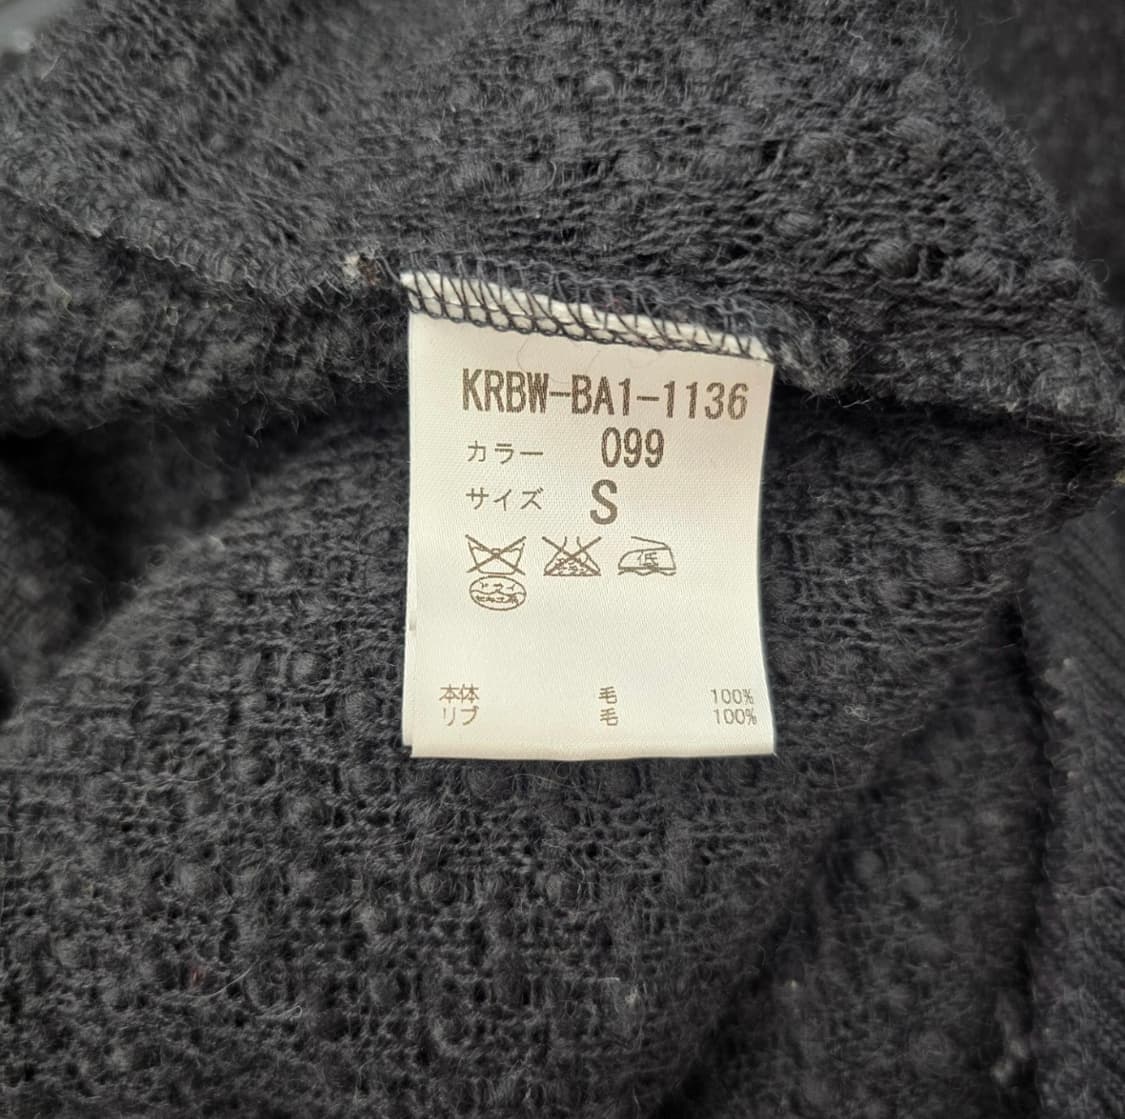 KRBW-BA1-1136
カラー 099
サイズ S
低
ドライ
本体 毛 100%
リブ 毛 100%